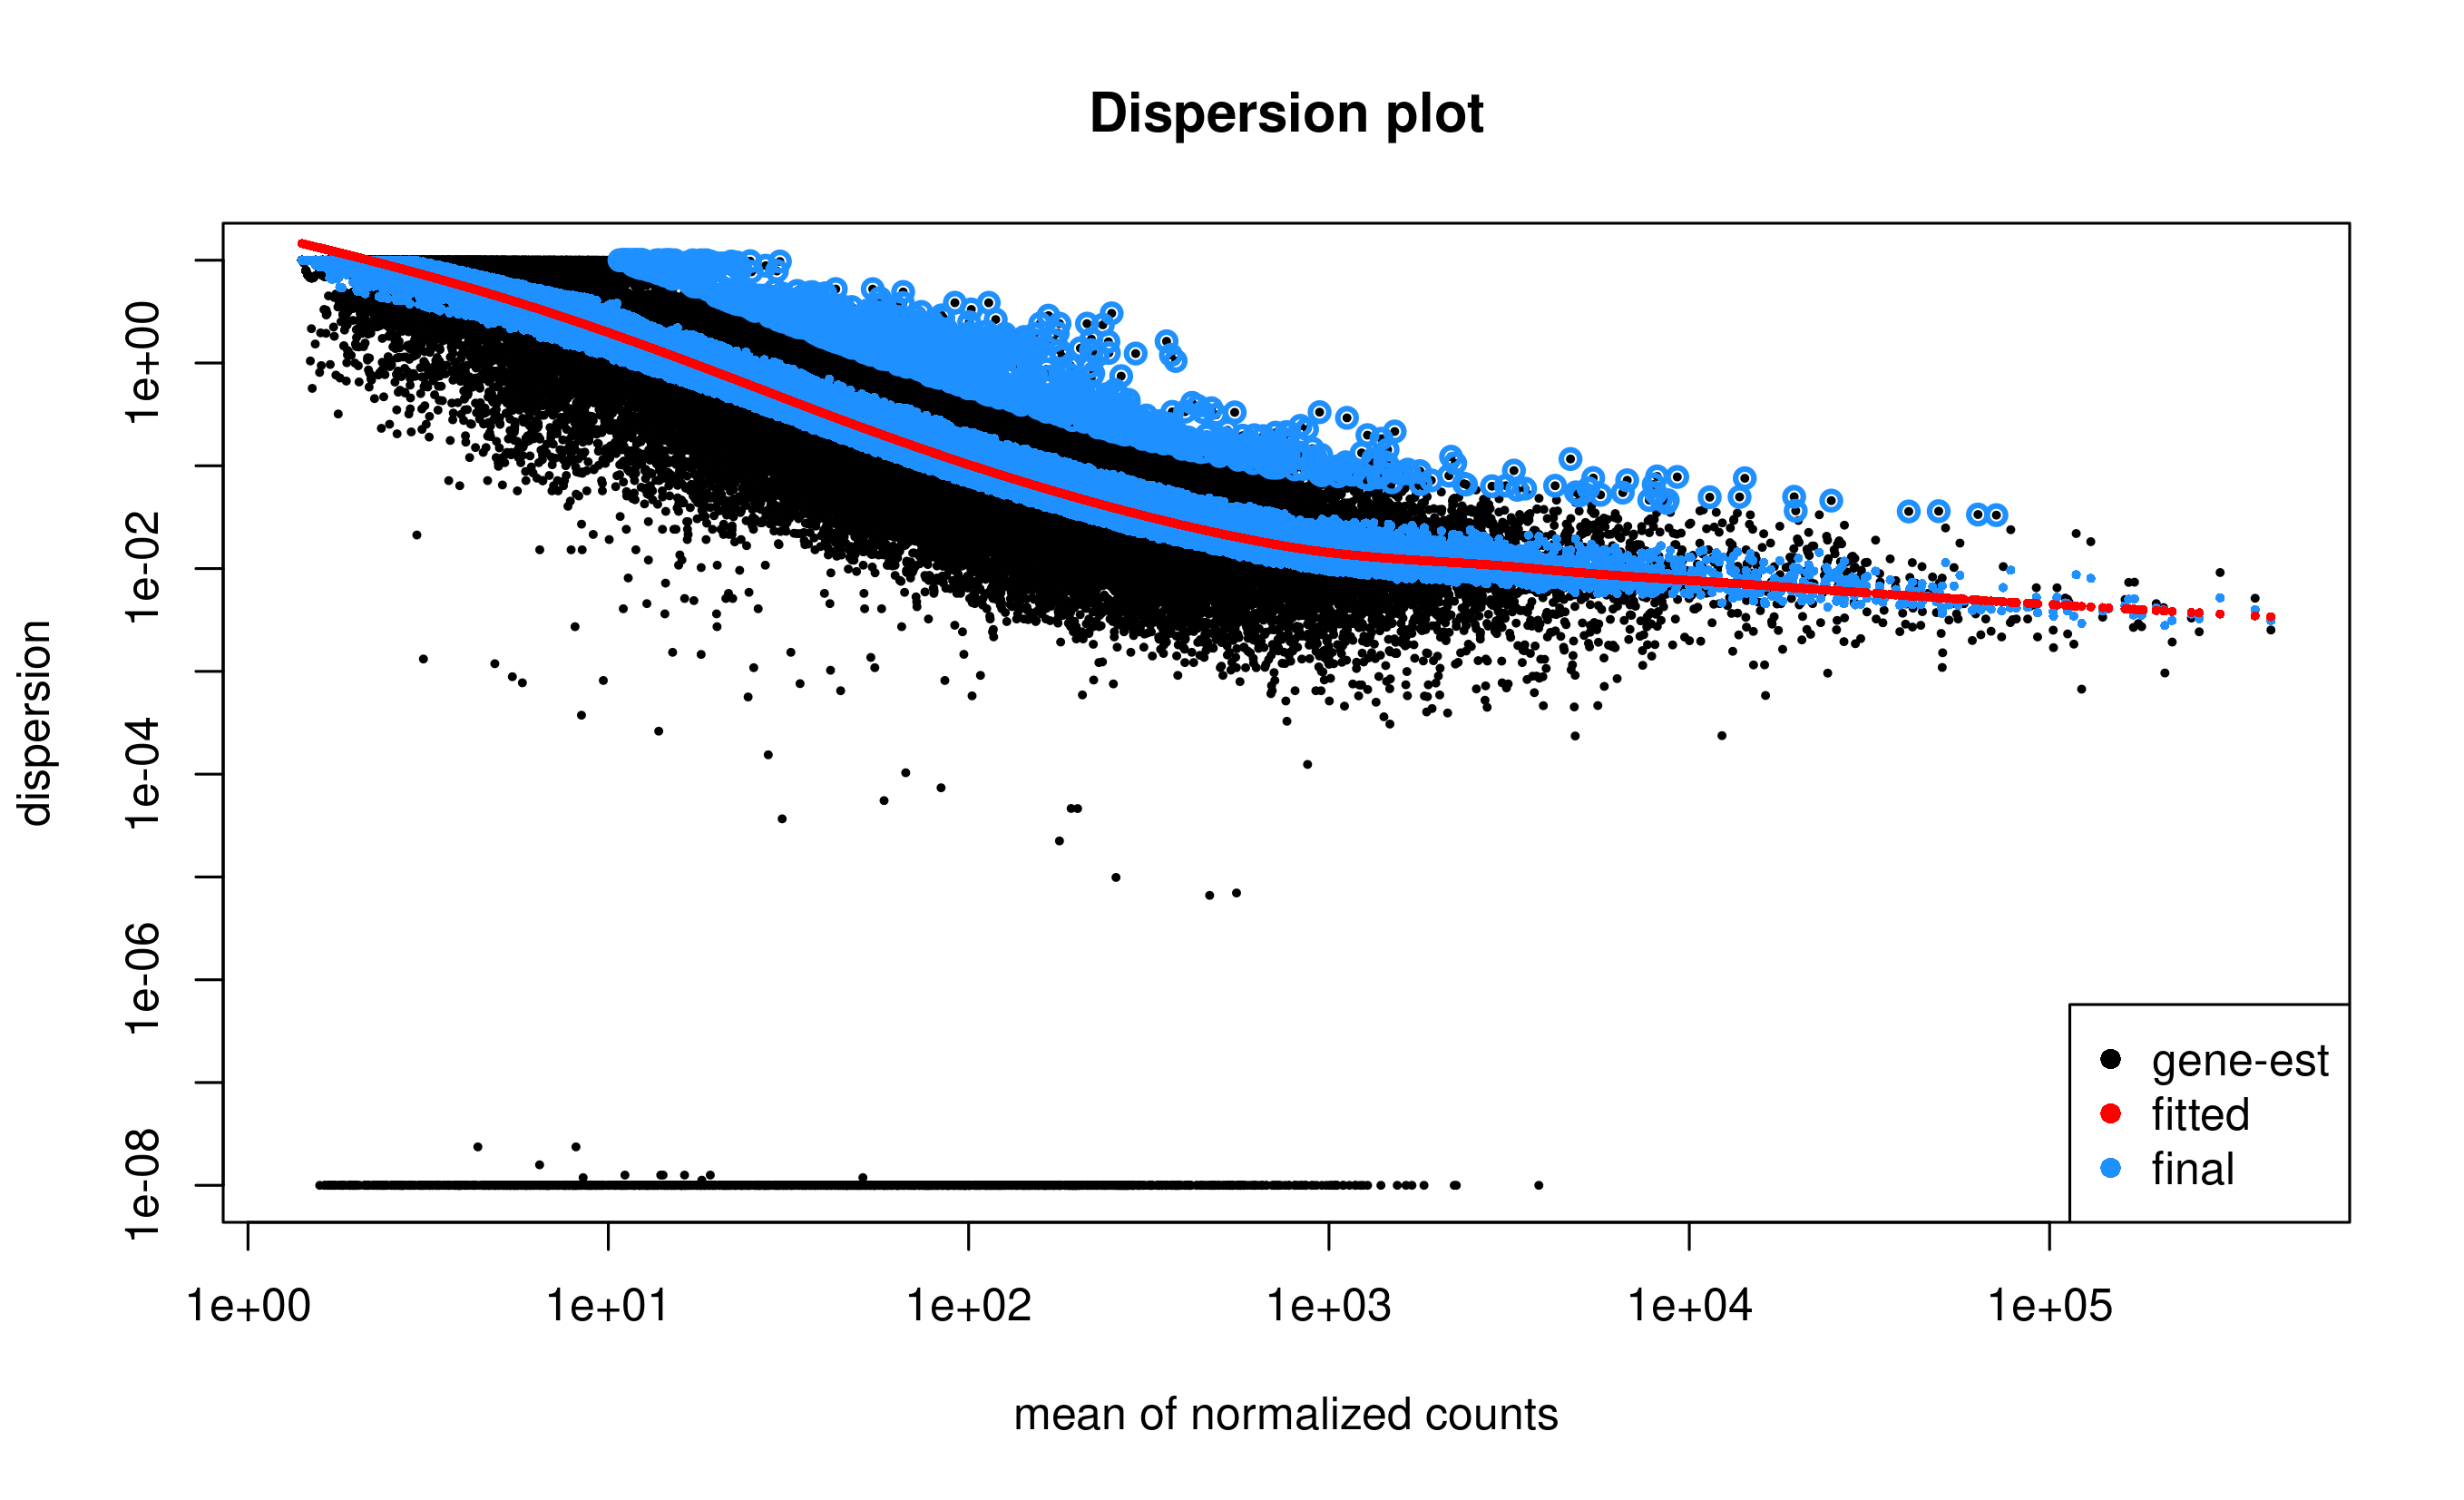 Dispersion plot
dispersion
1e+00
1e-02
1e-04
1e-06
1e-08
1e+00 1e+01 1e+02 1e+03 1e+04 1e+05
mean of normalized counts
gene-est
fitted
final